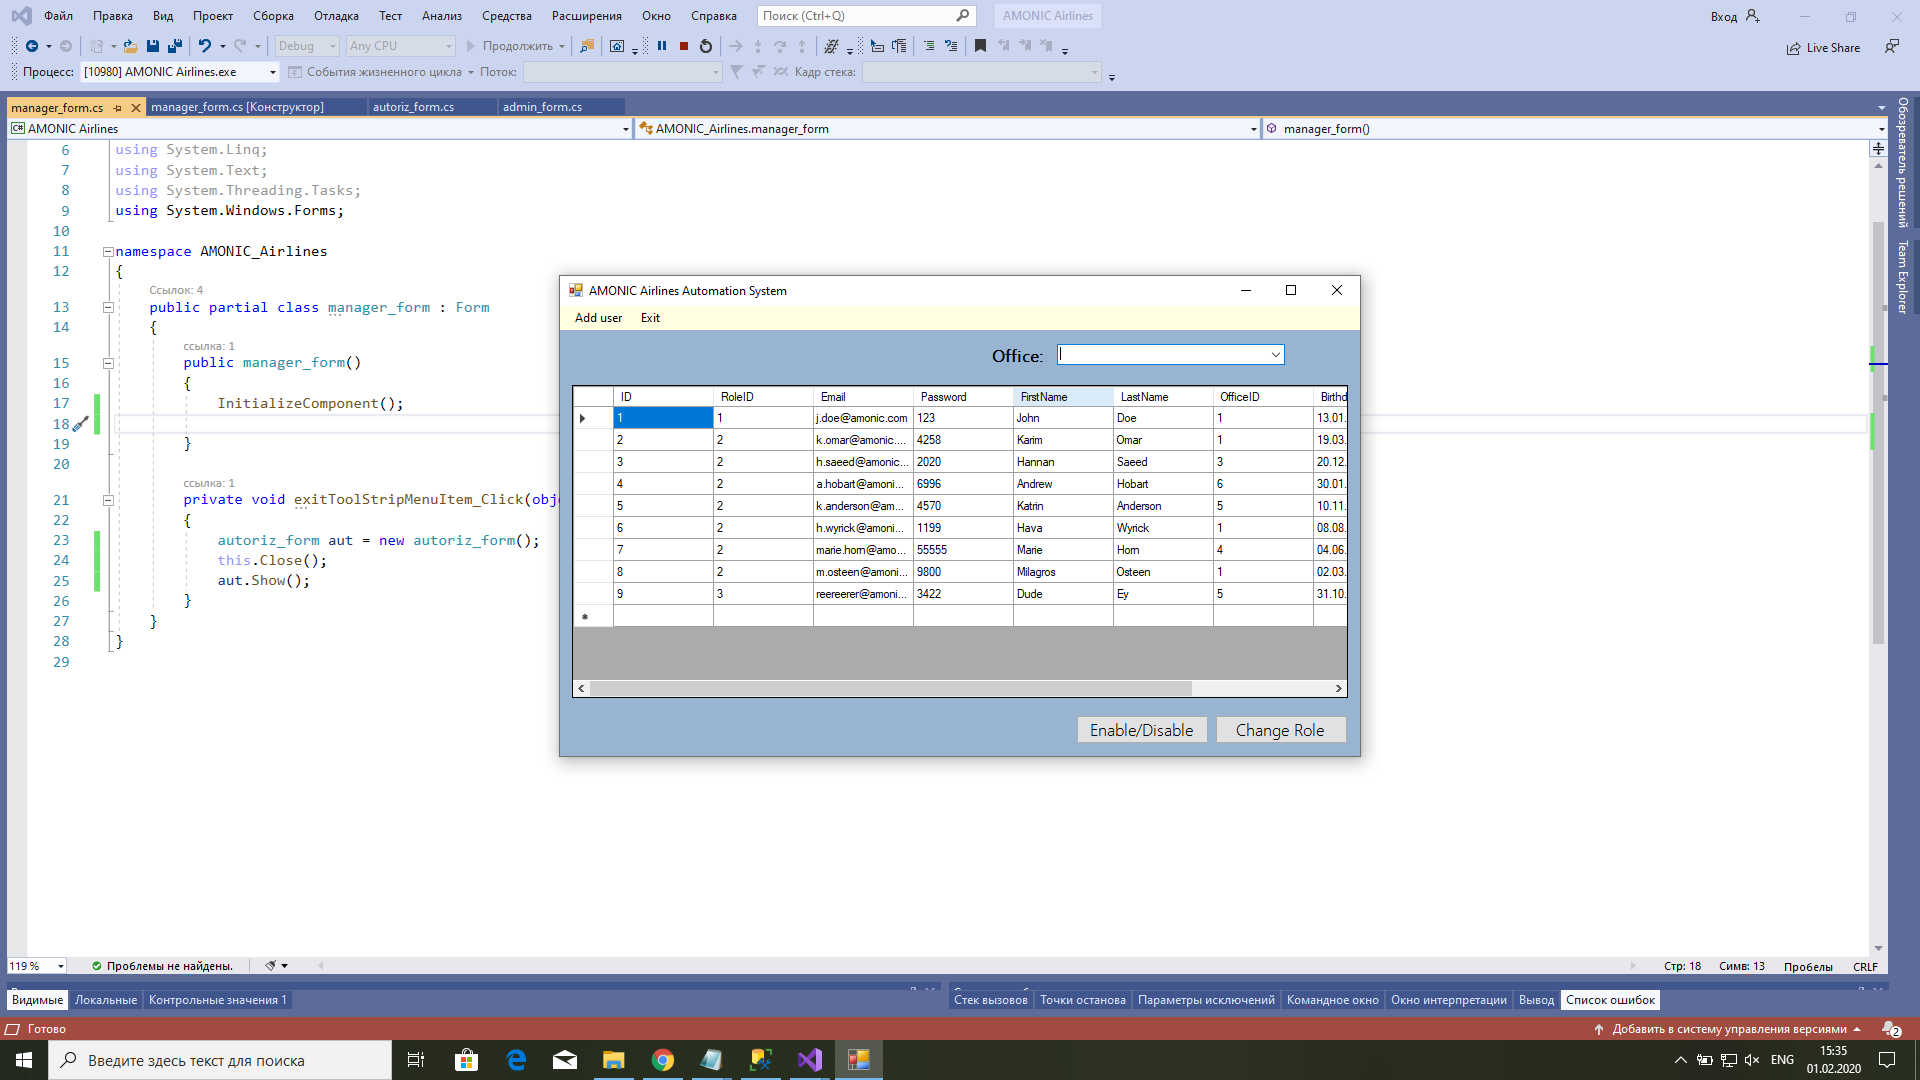 Файл Правка Вид Проект Сборка Отладка Тест Анализ Средства Расширения Окно Справка Поиск (Ctrl+Q) AMONIC Airlines Вход
Debug Any CPU Продолжить Live Share
Процесс: [10980] AMONIC Airlines.exe События жизненного цикла Поток: Кадр стека:
manager_form.cs manager_form.cs [Конструктор] autoriz_form.cs admin_form.cs
AMONIC Airlines AMONIC_Airlines.manager_form manager_form()
6 using System.Linq;
7 using System.Text;
8 using System.Threading.Tasks;
9 using System.Windows.Forms;
10
11 namespace AMONIC_Airlines
12 {
Ссылок: 4
13 public partial class manager_form : Form
14 {
ссылка: 1
15 public manager_form()
16 {
17 InitializeComponent();
18
19 }
20
ссылка: 1
21 private void exitToolStripMenuItem_Click(obj
22 {
23 autoriz_form aut = new autoriz_form();
24 this.Close();
25 aut.Show();
26 }
27 }
28 }
29
AMONIC Airlines Automation System
Add user Exit
Office:
ID RoleID Email Password FirstName LastName OfficeID Birthd
1 1 j.doe@amonic.com 123 John Doe 1 13.01.
2 2 k.omar@amonic.... 4258 Karim Omar 1 19.03.
3 2 h.saeed@amonic... 2020 Hannan Saeed 3 20.12.
4 2 a.hobart@amoni... 6996 Andrew Hobart 6 30.01.
5 2 k.anderson@am... 4570 Katrin Anderson 5 10.11.
6 2 h.wyrick@amoni... 1199 Hava Wyrick 1 08.08.
7 2 marie.horn@amo... 55555 Marie Horn 4 04.06.
8 2 m.osteen@amoni... 9800 Milagros Osteen 1 02.03.
9 3 reereerer@amoni... 3422 Dude Ey 5 31.10.
Enable/Disable Change Role
Обозреватель решений
Team Explorer
119 % Проблемы не найдены. Стр: 18 Симв: 13 Пробелы CRLF
Видимые Локальные Контрольные значения 1 Стек вызовов Точки останова Параметры исключений Командное окно Окно интерпретации Вывод Список ошибок
Готово Добавить в систему управления версиями 2
Введите здесь текст для поиска ENG 15:35
01.02.2020